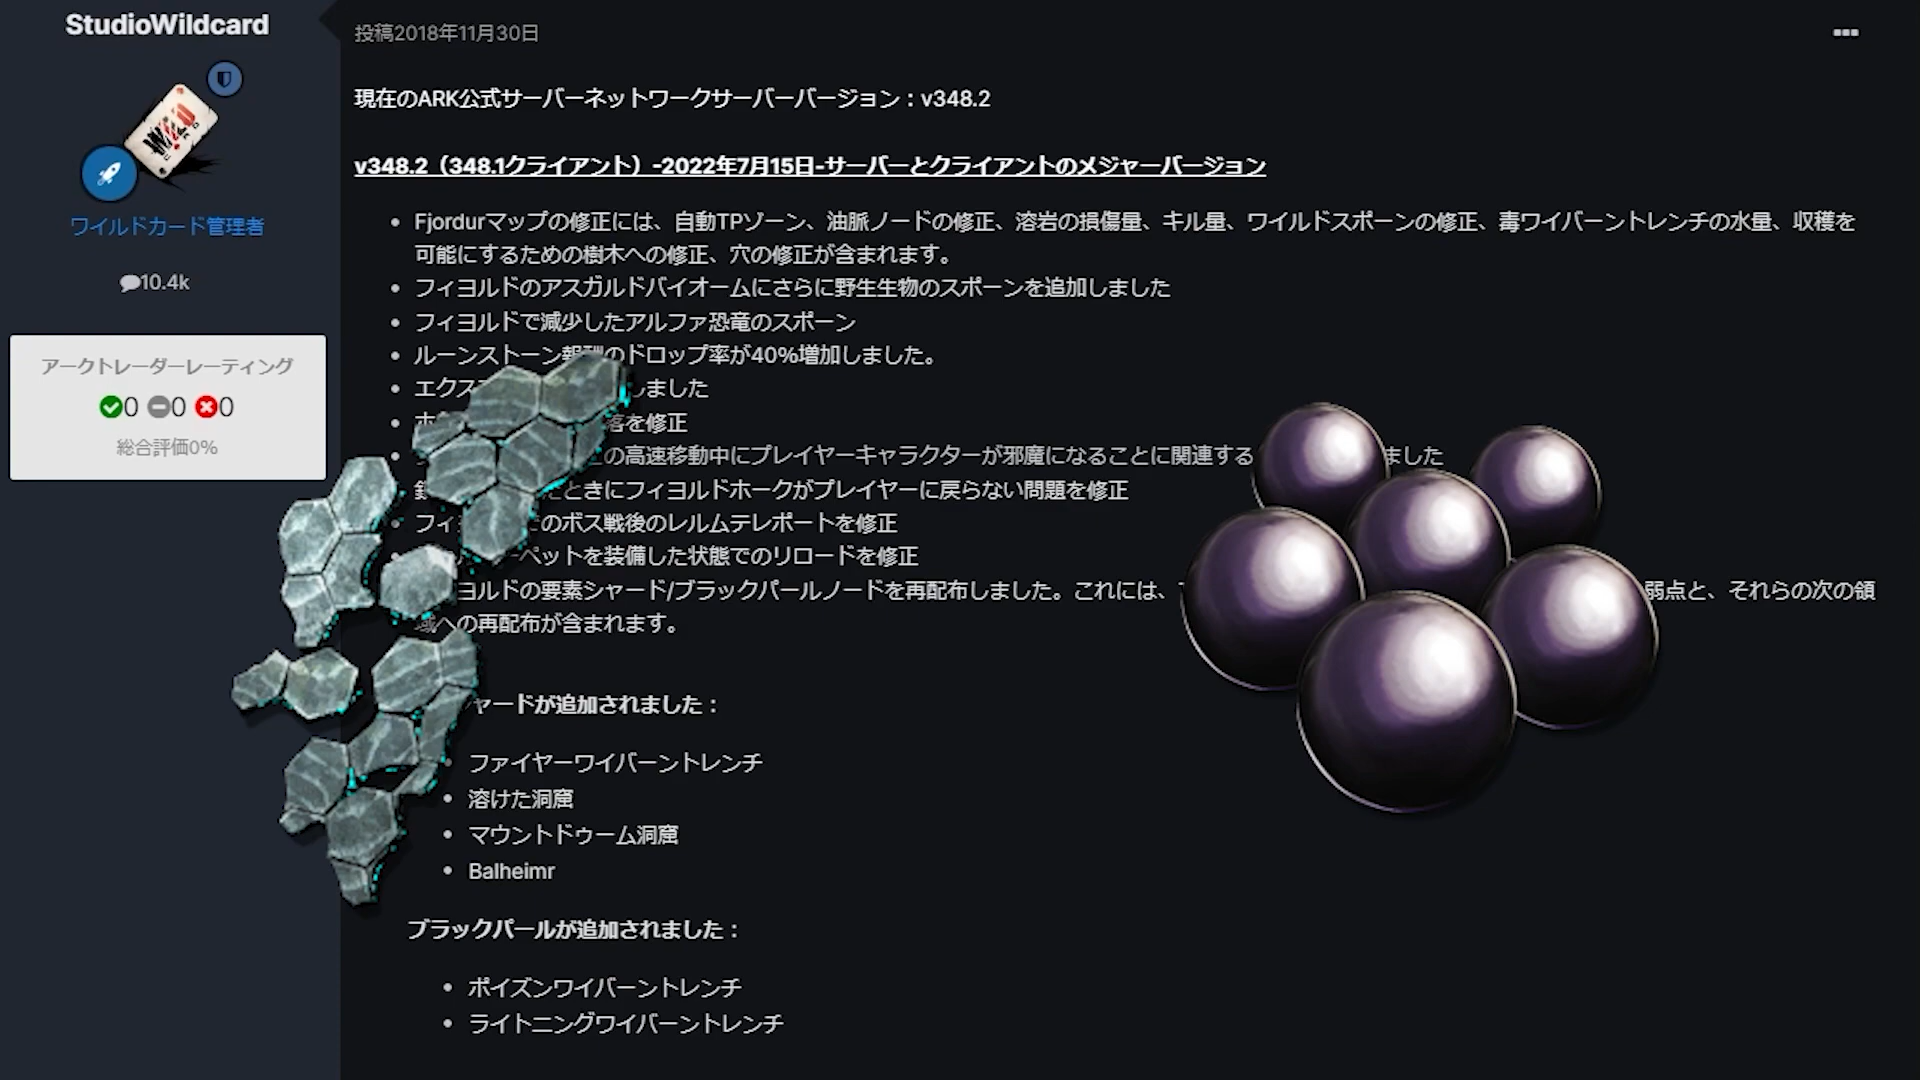 StudioWildcard
ワイルドカード管理者
10.4k
アークトレーダーレーティング
0 0 0
総合評価0%
投稿2018年11月30日
現在のARK公式サーバーネットワークサーバーバージョン：v348.2
v348.2（348.1クライアント）-2022年7月15日-サーバーとクライアントのメジャーバージョン
Fjordurマップの修正には、自動TPゾーン、油脈ノードの修正、溶岩の損傷量、キル量、ワイルドスポーンの修正、毒ワイバーントレンチの水量、収穫を
可能にするための樹木への修正、穴の修正が含まれます。
フィヨルドのアスガルドバイオームにさらに野生生物のスポーンを追加しました
フィヨルドで減少したアルファ恐竜のスポーン
ルーンストーン報酬のドロップ率が40%増加しました。
エクス しました
落を修正
の高速移動中にプレイヤーキャラクターが邪魔になることに関連する ました
ときにフィヨルドホークがプレイヤーに戻らない問題を修正
フィ のボス戦後のレルムテレポートを修正
ペットを装備した状態でのリロードを修正
ヨルドの要素シャード/ブラックパールノードを再配布しました。これには、 弱点と、それらの次の領
域への再配布が含まれます。
ャードが追加されました：
ファイヤーワイバーントレンチ
溶けた洞窟
マウントドゥーム洞窟
Balheimr
ブラックパールが追加されました：
ポイズンワイバーントレンチ
ライトニングワイバーントレンチ